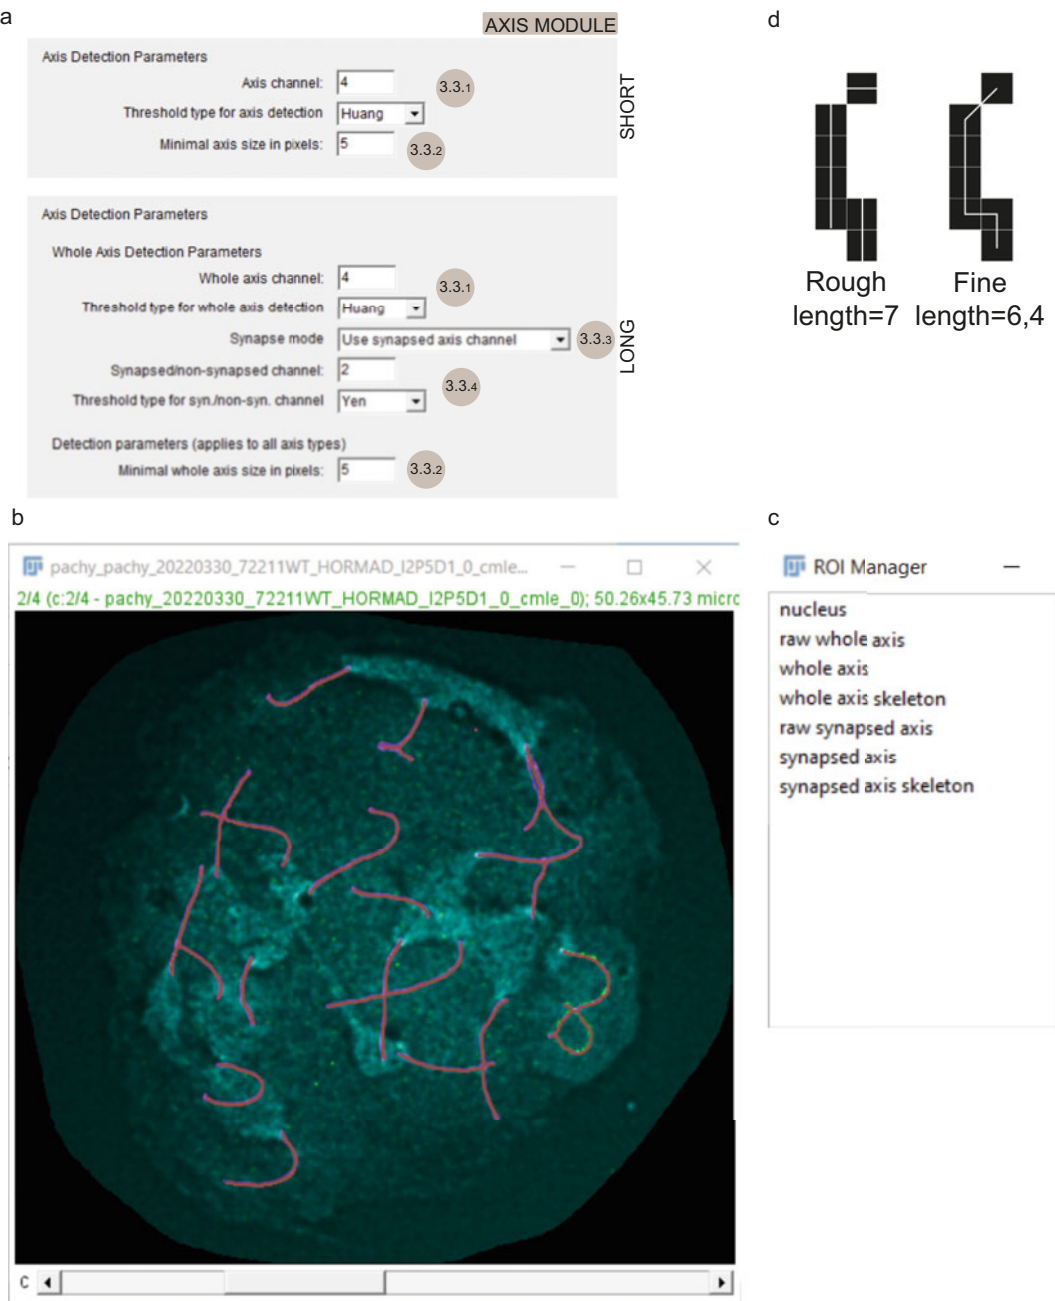 a
AXIS MODULE
Axis Detection Parameters
Axis channel: 4
3.3.1
Threshold type for axis detection Huang
Minimal axis size in pixels: 5
3.3.2
SHORT
Axis Detection Parameters
Whole Axis Detection Parameters
Whole axis channel: 4
3.3.1
Threshold type for whole axis detection Huang
Synapse mode Use synapsed axis channel
3.3.3
Synapsed/non-synapsed channel: 2
3.3.4
Threshold type for syn./non-syn. channel Yen
Detection parameters (applies to all axis types)
Minimal whole axis size in pixels: 5
3.3.2
LONG
d
Rough
length=7
Fine
length=6,4
b
pachy_pachy_20220330_72211WT_HORMAD_I2P5D1_0_cmle...
2/4 (c:2/4 - pachy_20220330_72211WT_HORMAD_I2P5D1_0_cmle_0); 50.26x45.73 micro
C
c
ROI Manager
nucleus
raw whole axis
whole axis
whole axis skeleton
raw synapsed axis
synapsed axis
synapsed axis skeleton